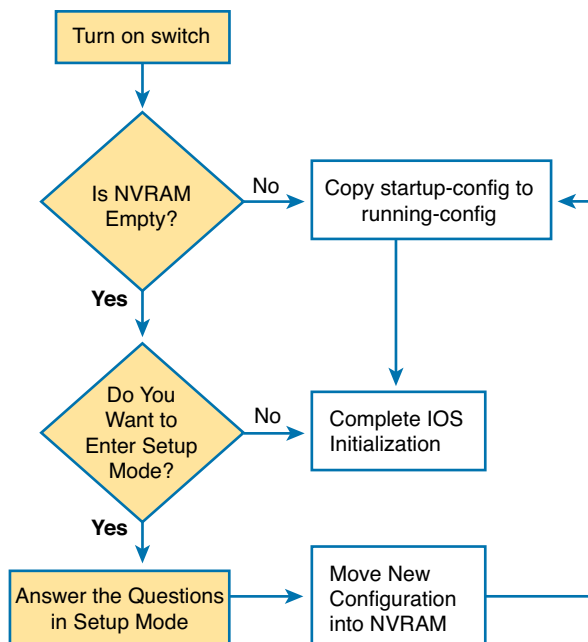 Turn on switch
Is NVRAM
Empty?
No
Copy startup-config to
running-config
Yes
Do You
Want to
Enter Setup
Mode?
No
Complete IOS
Initialization
Yes
Answer the Questions
in Setup Mode
Move New
Configuration
into NVRAM